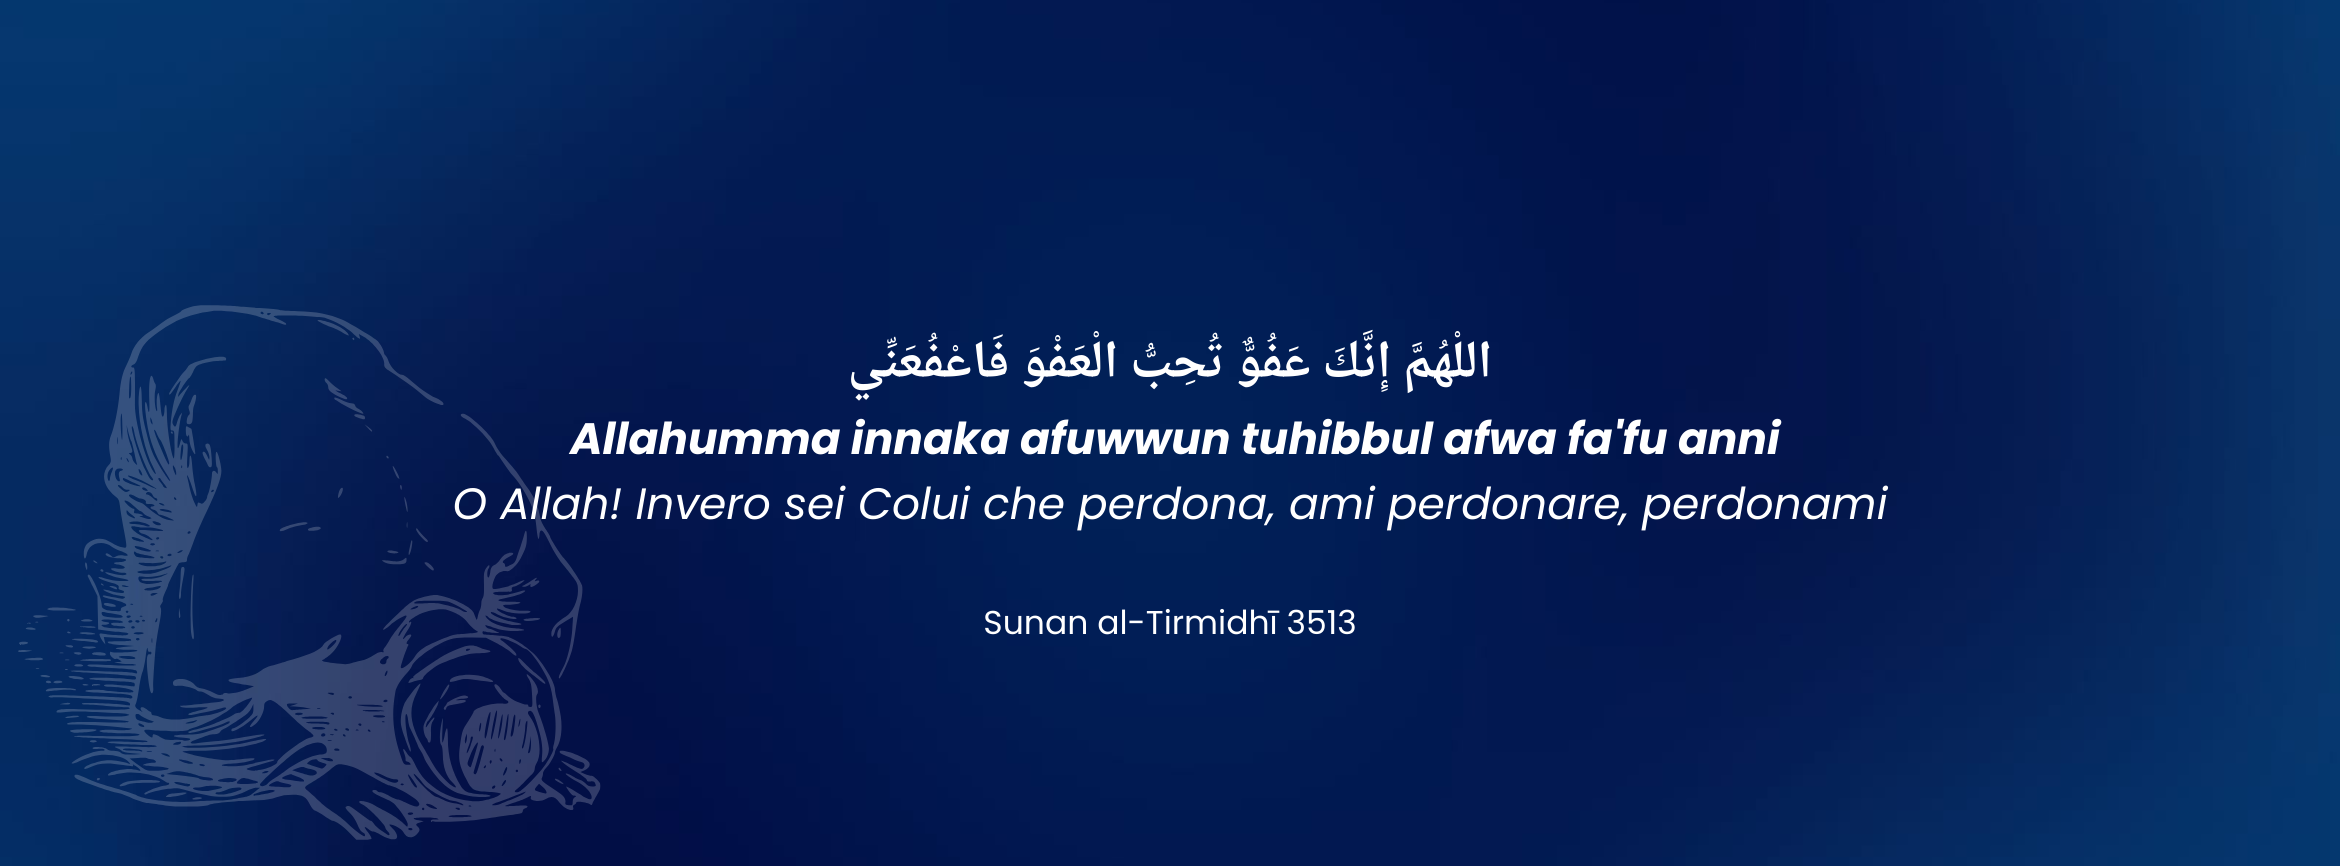 اللْهُمَّ إِنَّكَ عَفُوٌّ تُحِبُّ الْعَفْوَ فَاعْفُعَنِّي
Allahumma innaka afuwwun tuhibbul afwa fa'fu anni
O Allah! Invero sei Colui che perdona, ami perdonare, perdonami
Sunan al-Tirmidhī 3513